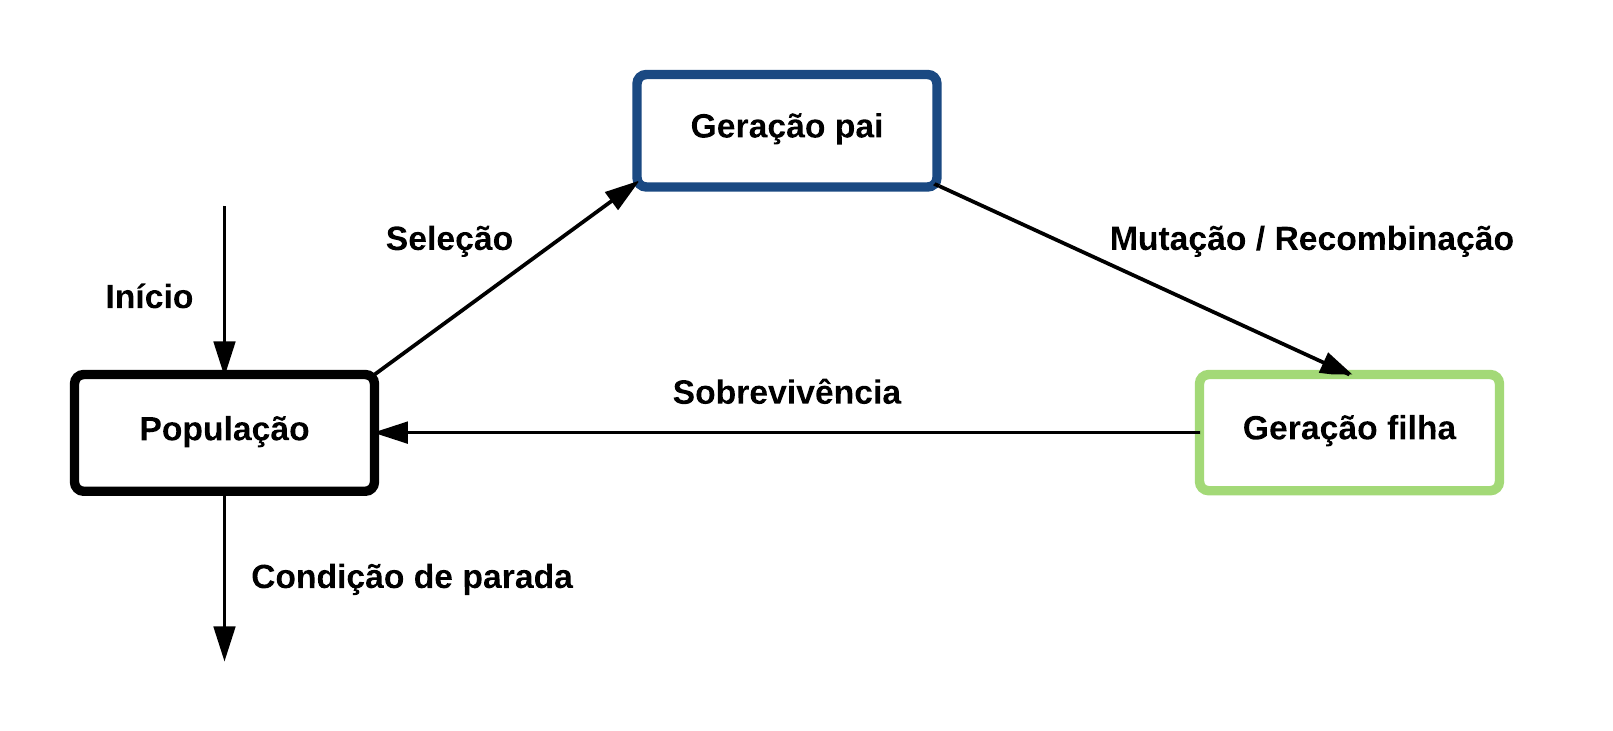 Geração pai
Seleção
Mutação / Recombinação
Início
Sobrevivência
População
Geração filha
Condição de parada